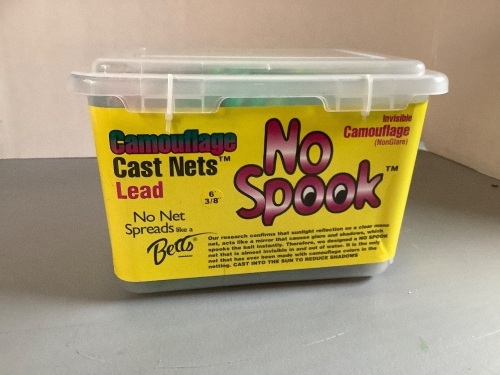 Camouflage
Cast Nets™
Lead
6'
3/8"
No Net
Spreads like a
Betts®
No
Spook™
Invisible
Camouflage
(NonGlare)
Our research confirms that sunlight reflection on a clear mono
net, acts like a mirror that causes glare and shadows, which
spooks the bait instantly. Therefore, we designed a NO SPOOK
net that is almost invisible in and out of water. It is the only
net that has ever been made with camouflage colors in the
netting. CAST INTO THE SUN TO REDUCE SHADOWS